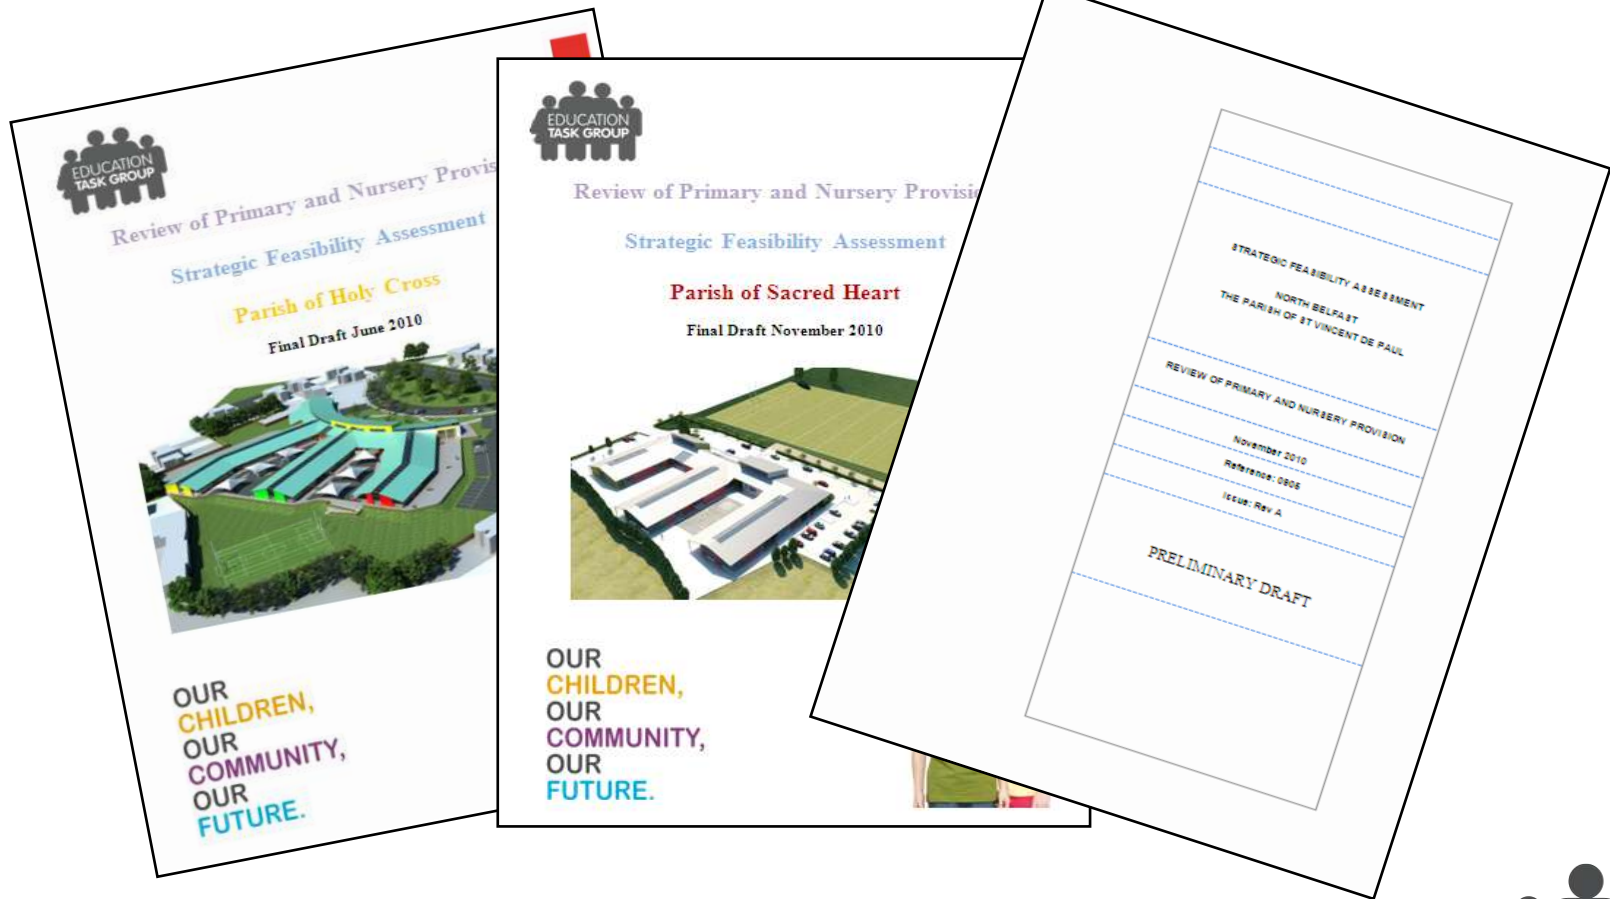 EDUCATION
TASK GROUP
Review of Primary and Nursery
Strategic Feasibility Assessment
Parish of Holy Cross
Final Draft June 2010
OUR
CHILDREN,
OUR
COMMUNITY,
OUR
FUTURE.
EDUCATION
TASK GROUP
Review of Primary and Nursery
Strategic Feasibility Assessment
Parish of Sacred Heart
Final Draft November 2010
OUR
CHILDREN,
OUR
COMMUNITY,
OUR
FUTURE.
STRATEGIC FEASIBILITY ASSESSMENT
NORTH BELFAST
THE PARISH OF ST VINCENT DE PAUL
REVIEW OF PRIMARY AND NURSERY PROVISION
November 2010
Reference: 0905
Issue: Rev A
PRELIMINARY DRAFT